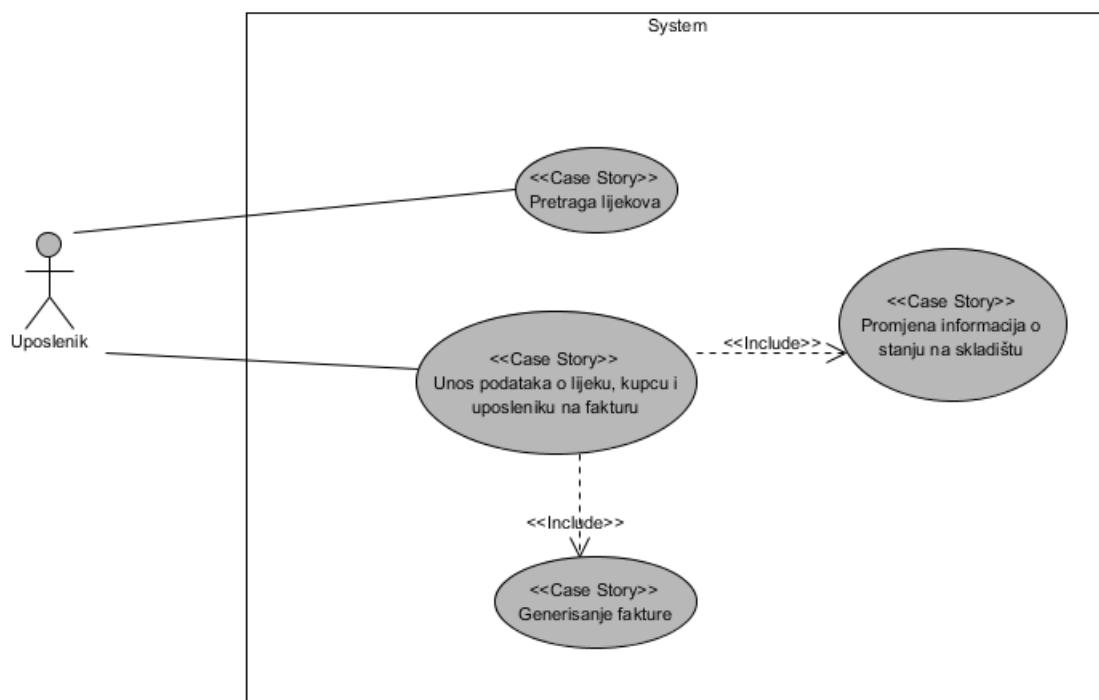 System
<<Case Story>>
Pretraga lijekova
Uposlenik
<<Case Story>>
Promjena informacija o
stanju na skladištu
<<Include>>
<<Case Story>>
Unos podataka o lijeku, kupcu i
uposleniku na fakturu
<<Include>>
<<Case Story>>
Generisanje fakture